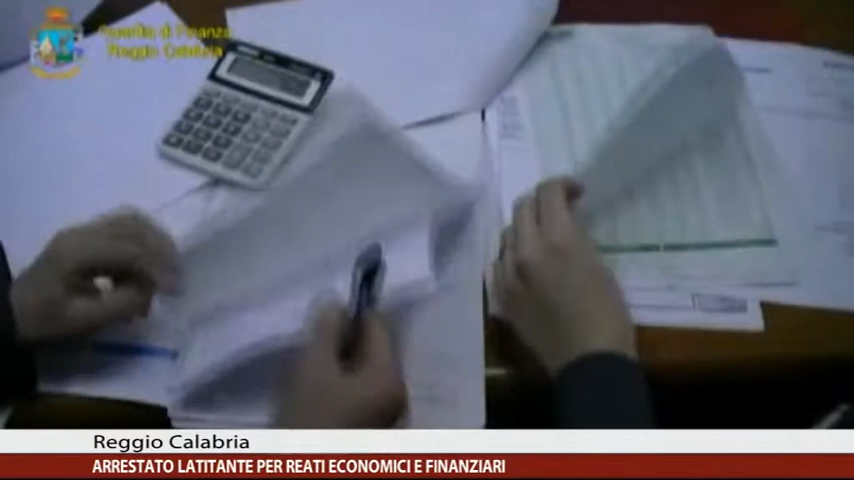 Guardia di Finanza
Reggio Calabria
Reggio Calabria
ARRESTATO LATITANTE PER REATI ECONOMICI E FINANZIARI